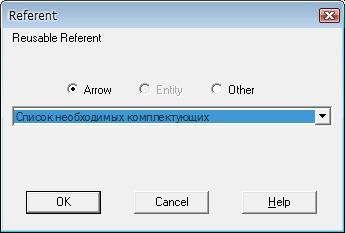 Referent
Reusable Referent
Arrow Entity Other
Список необходимых комплектующих
OK Cancel Help